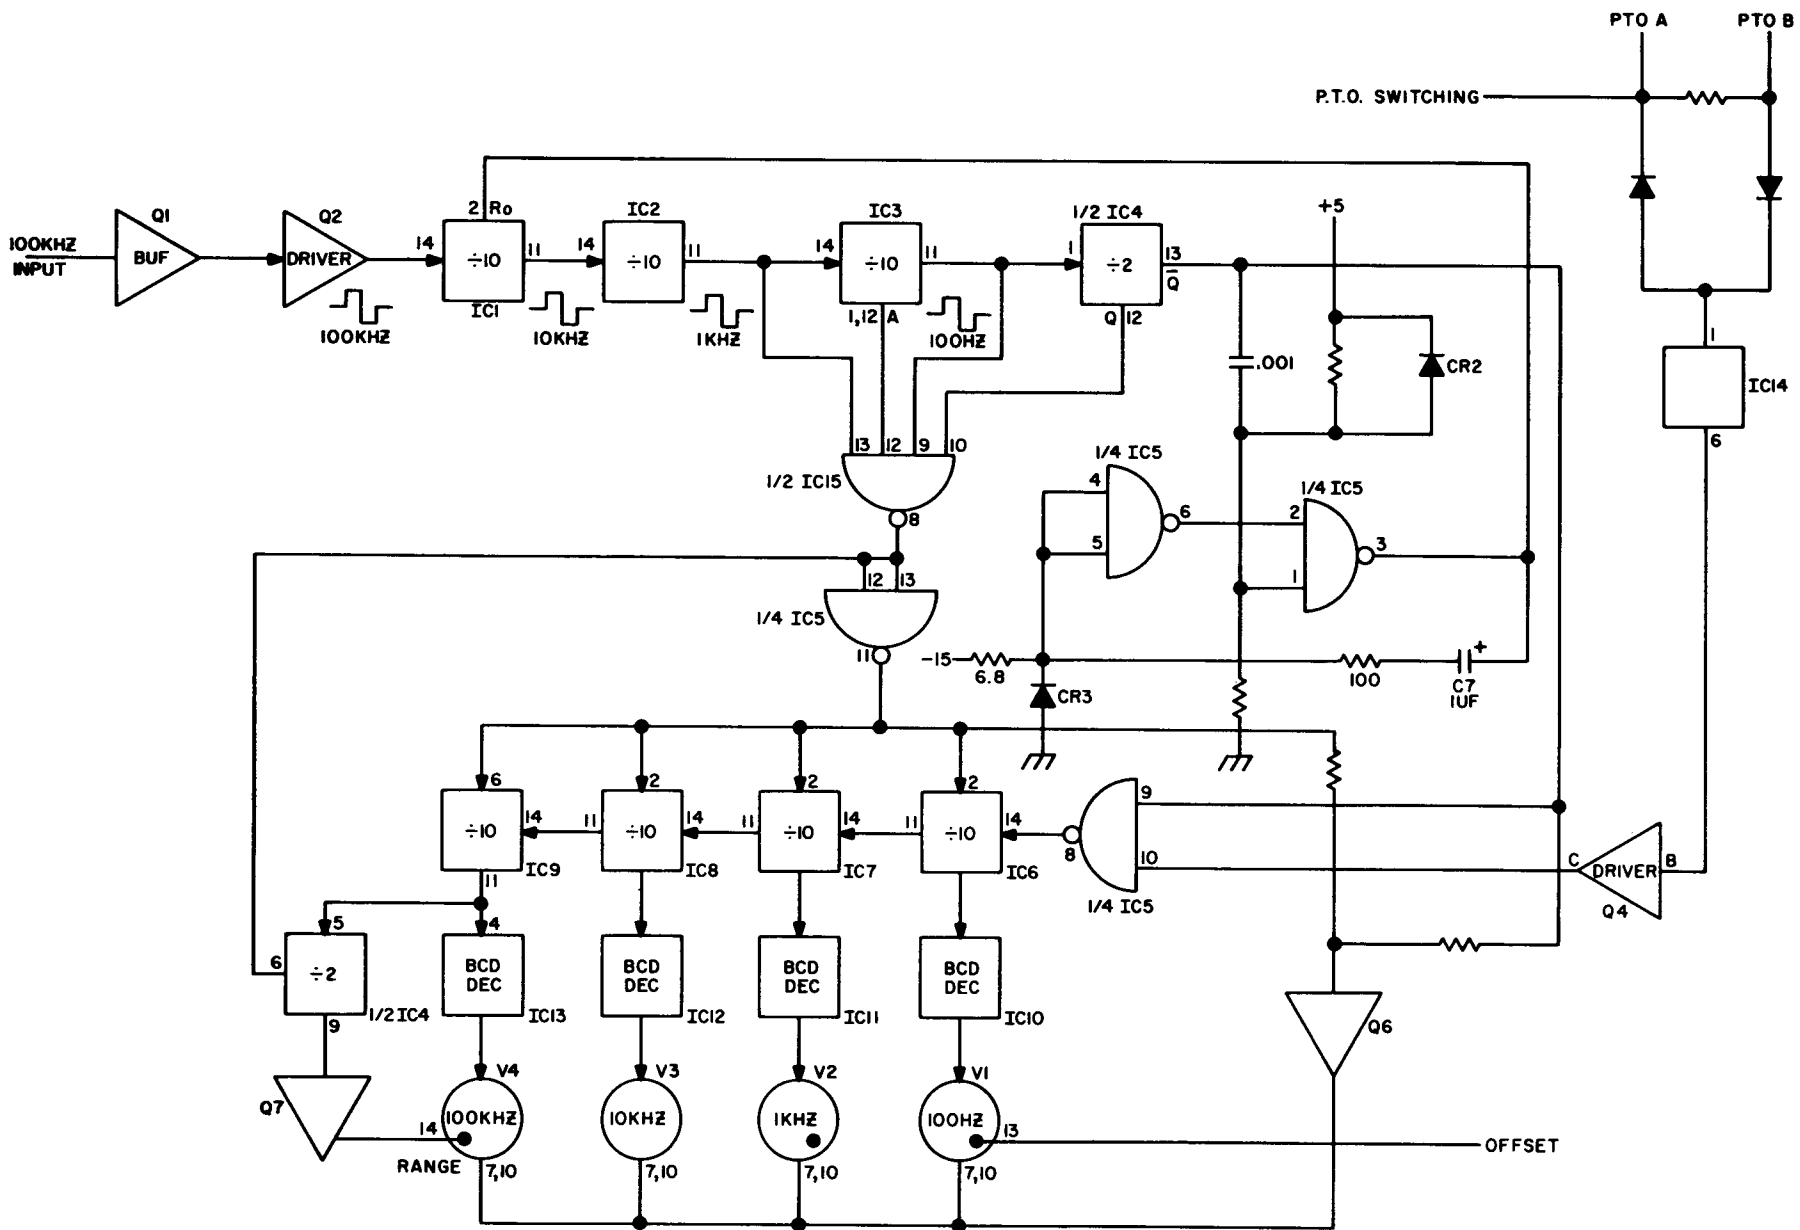 PTO A PTO B
P.T.O. SWITCHING
Q1
BUF
100KHZ
INPUT
Q2
DRIVER
100KHZ
2 Ro
14
÷10
11
IC1
10KHZ
IC2
14
÷10
11
1KHZ
IC3
14
÷10
11
1,12 A
100HZ
1/2 IC4
1
÷2
13
Q̅
Q 12
+5
.001
CR2
1
IC14
6
13 12 9 10
1/2 IC15
8
1/4 IC5
4
5
6
1/4 IC5
2
1
3
12 13
1/4 IC5
11
-15
6.8
CR3
100
+
C7
1UF
6
÷10
14
IC9
11
2
÷10
14
11
IC8
2
÷10
14
11
IC7
2
÷10
14
11
IC6
9
10
8
1/4 IC5
C
DRIVER
B
Q4
5
6
÷2
9
1/2 IC4
4
BCD
DEC
IC13
BCD
DEC
IC12
BCD
DEC
IC11
BCD
DEC
IC10
Q6
Q7
V4
100KHZ
14
RANGE
7,10
V3
10KHZ
7,10
V2
1KHZ
7,10
V1
100HZ
13
7,10
OFFSET